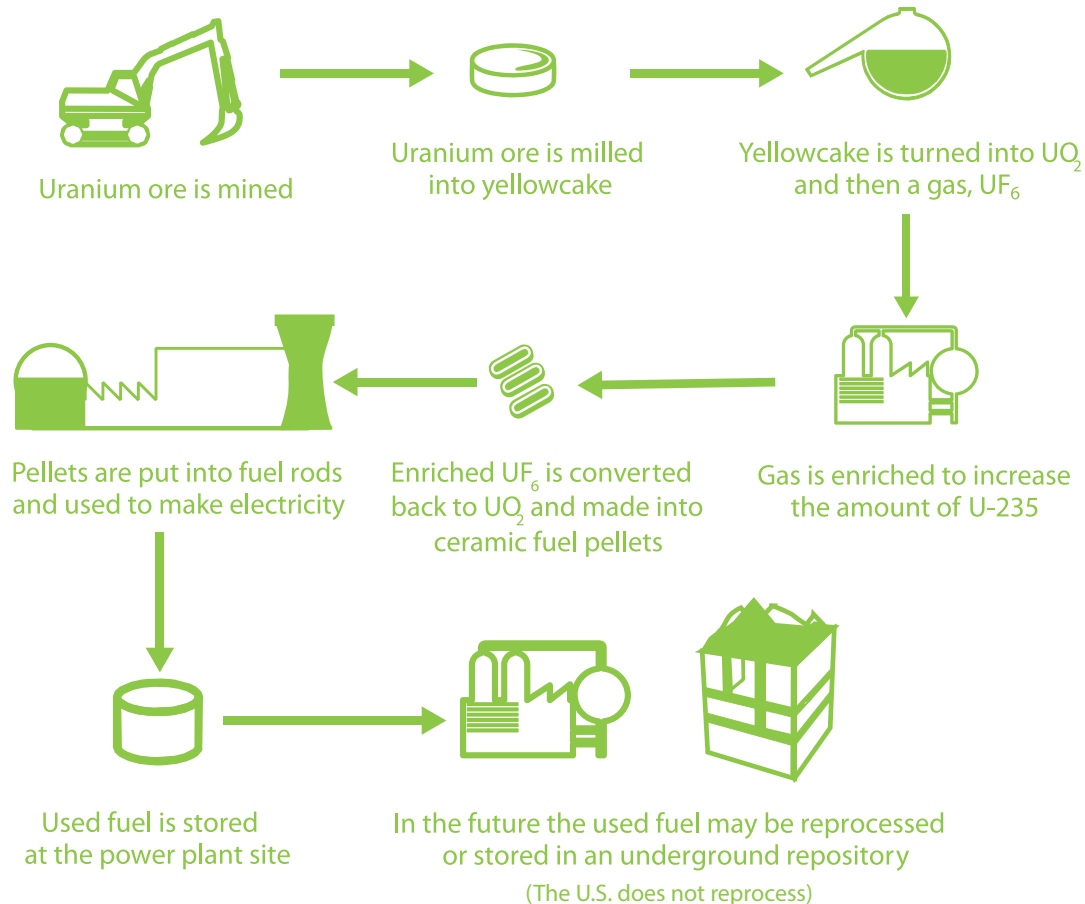 Uranium ore is mined
Uranium ore is milled
into yellowcake
Yellowcake is turned into UO₂
and then a gas, UF₆
Pellets are put into fuel rods
and used to make electricity
Enriched UF₆ is converted
back to UO₂ and made into
ceramic fuel pellets
Gas is enriched to increase
the amount of U-235
Used fuel is stored
at the power plant site
In the future the used fuel may be reprocessed
or stored in an underground repository
(The U.S. does not reprocess)